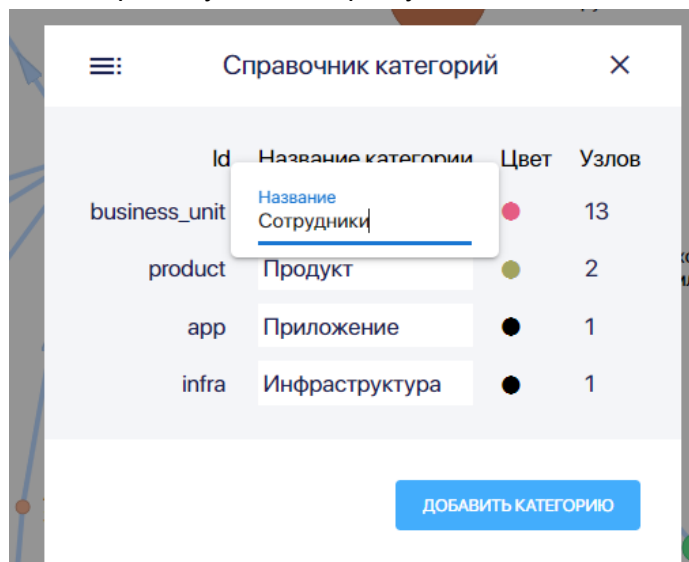 Справочник категорий
Id Название категории Цвет Узлов
Название
business_unit Сотрудники 13
product Продукт 2
app Приложение 1
infra Инфраструктура 1
ДОБАВИТЬ КАТЕГОРИЮ